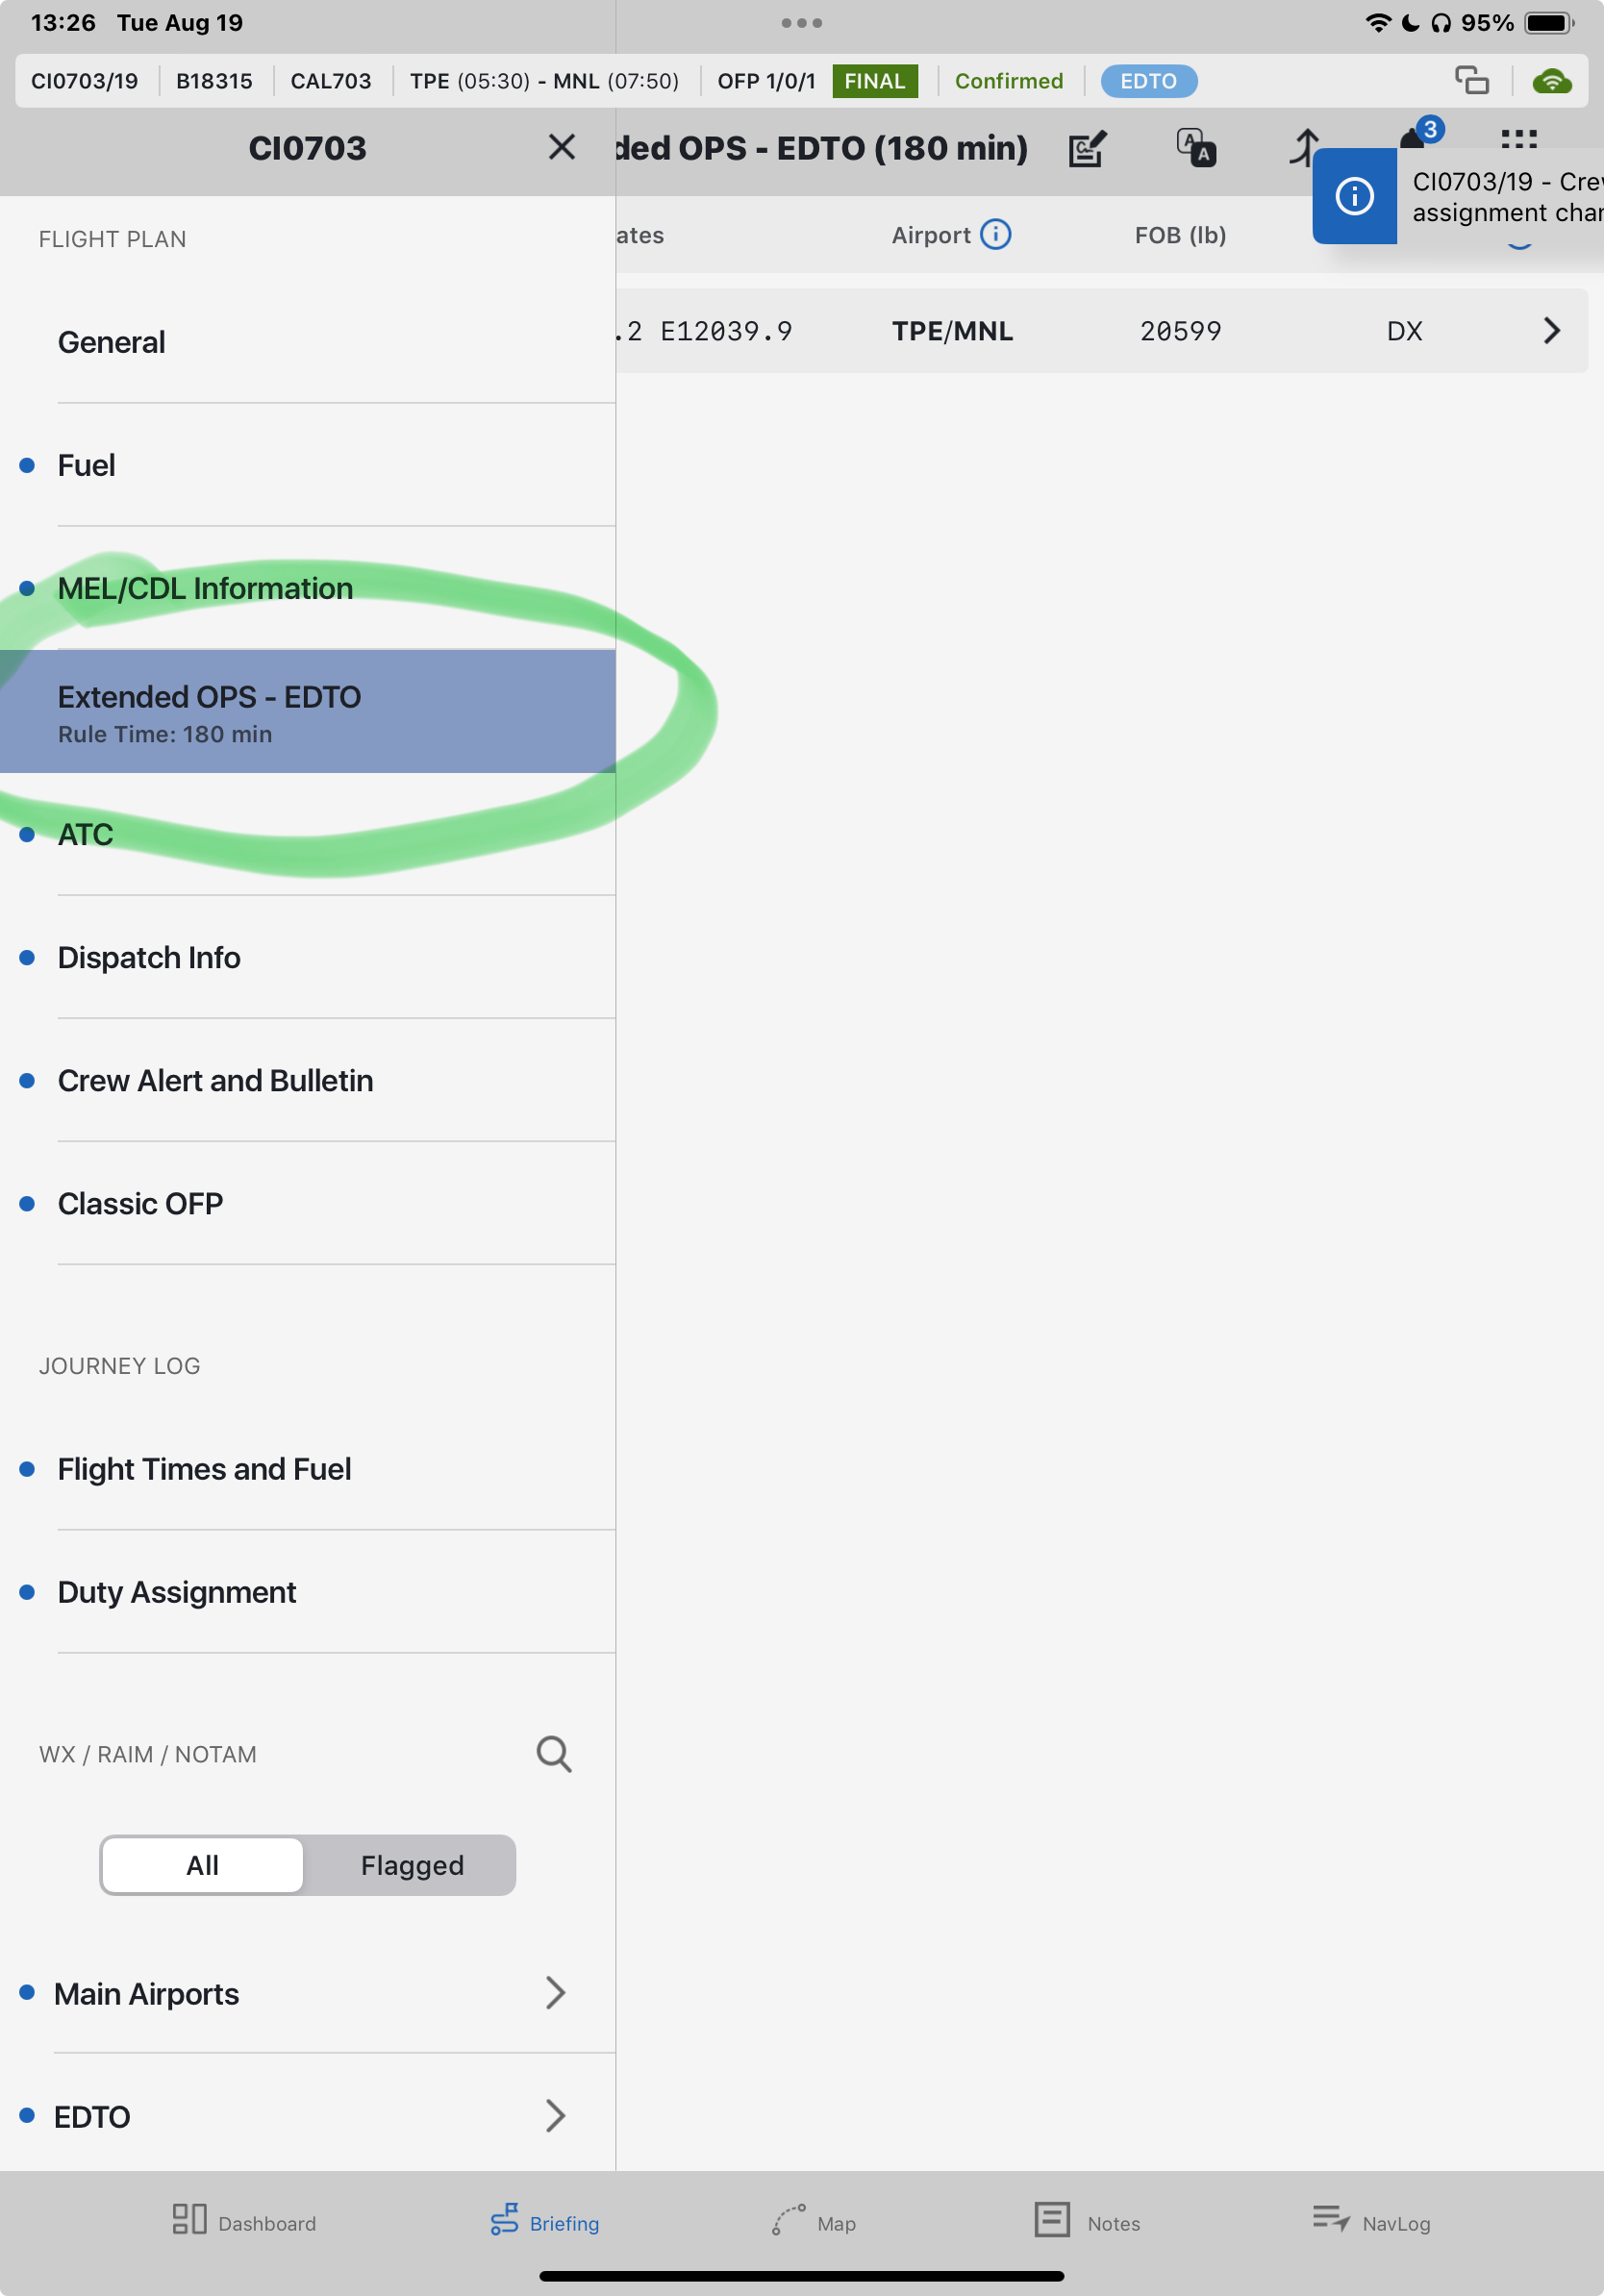 13:26 Tue Aug 19
95%
CI0703/19 B18315 CAL703 TPE (05:30) - MNL (07:50) OFP 1/0/1 FINAL Confirmed EDTO
CI0703
ded OPS - EDTO (180 min)
3
CI0703/19 - Crew
assignment chan
FLIGHT PLAN
ates Airport FOB (lb)
.2 E12039.9 TPE/MNL 20599 DX
General
Fuel
MEL/CDL Information
Extended OPS - EDTO
Rule Time: 180 min
ATC
Dispatch Info
Crew Alert and Bulletin
Classic OFP
JOURNEY LOG
Flight Times and Fuel
Duty Assignment
WX / RAIM / NOTAM
All Flagged
Main Airports
EDTO
Dashboard Briefing Map Notes NavLog